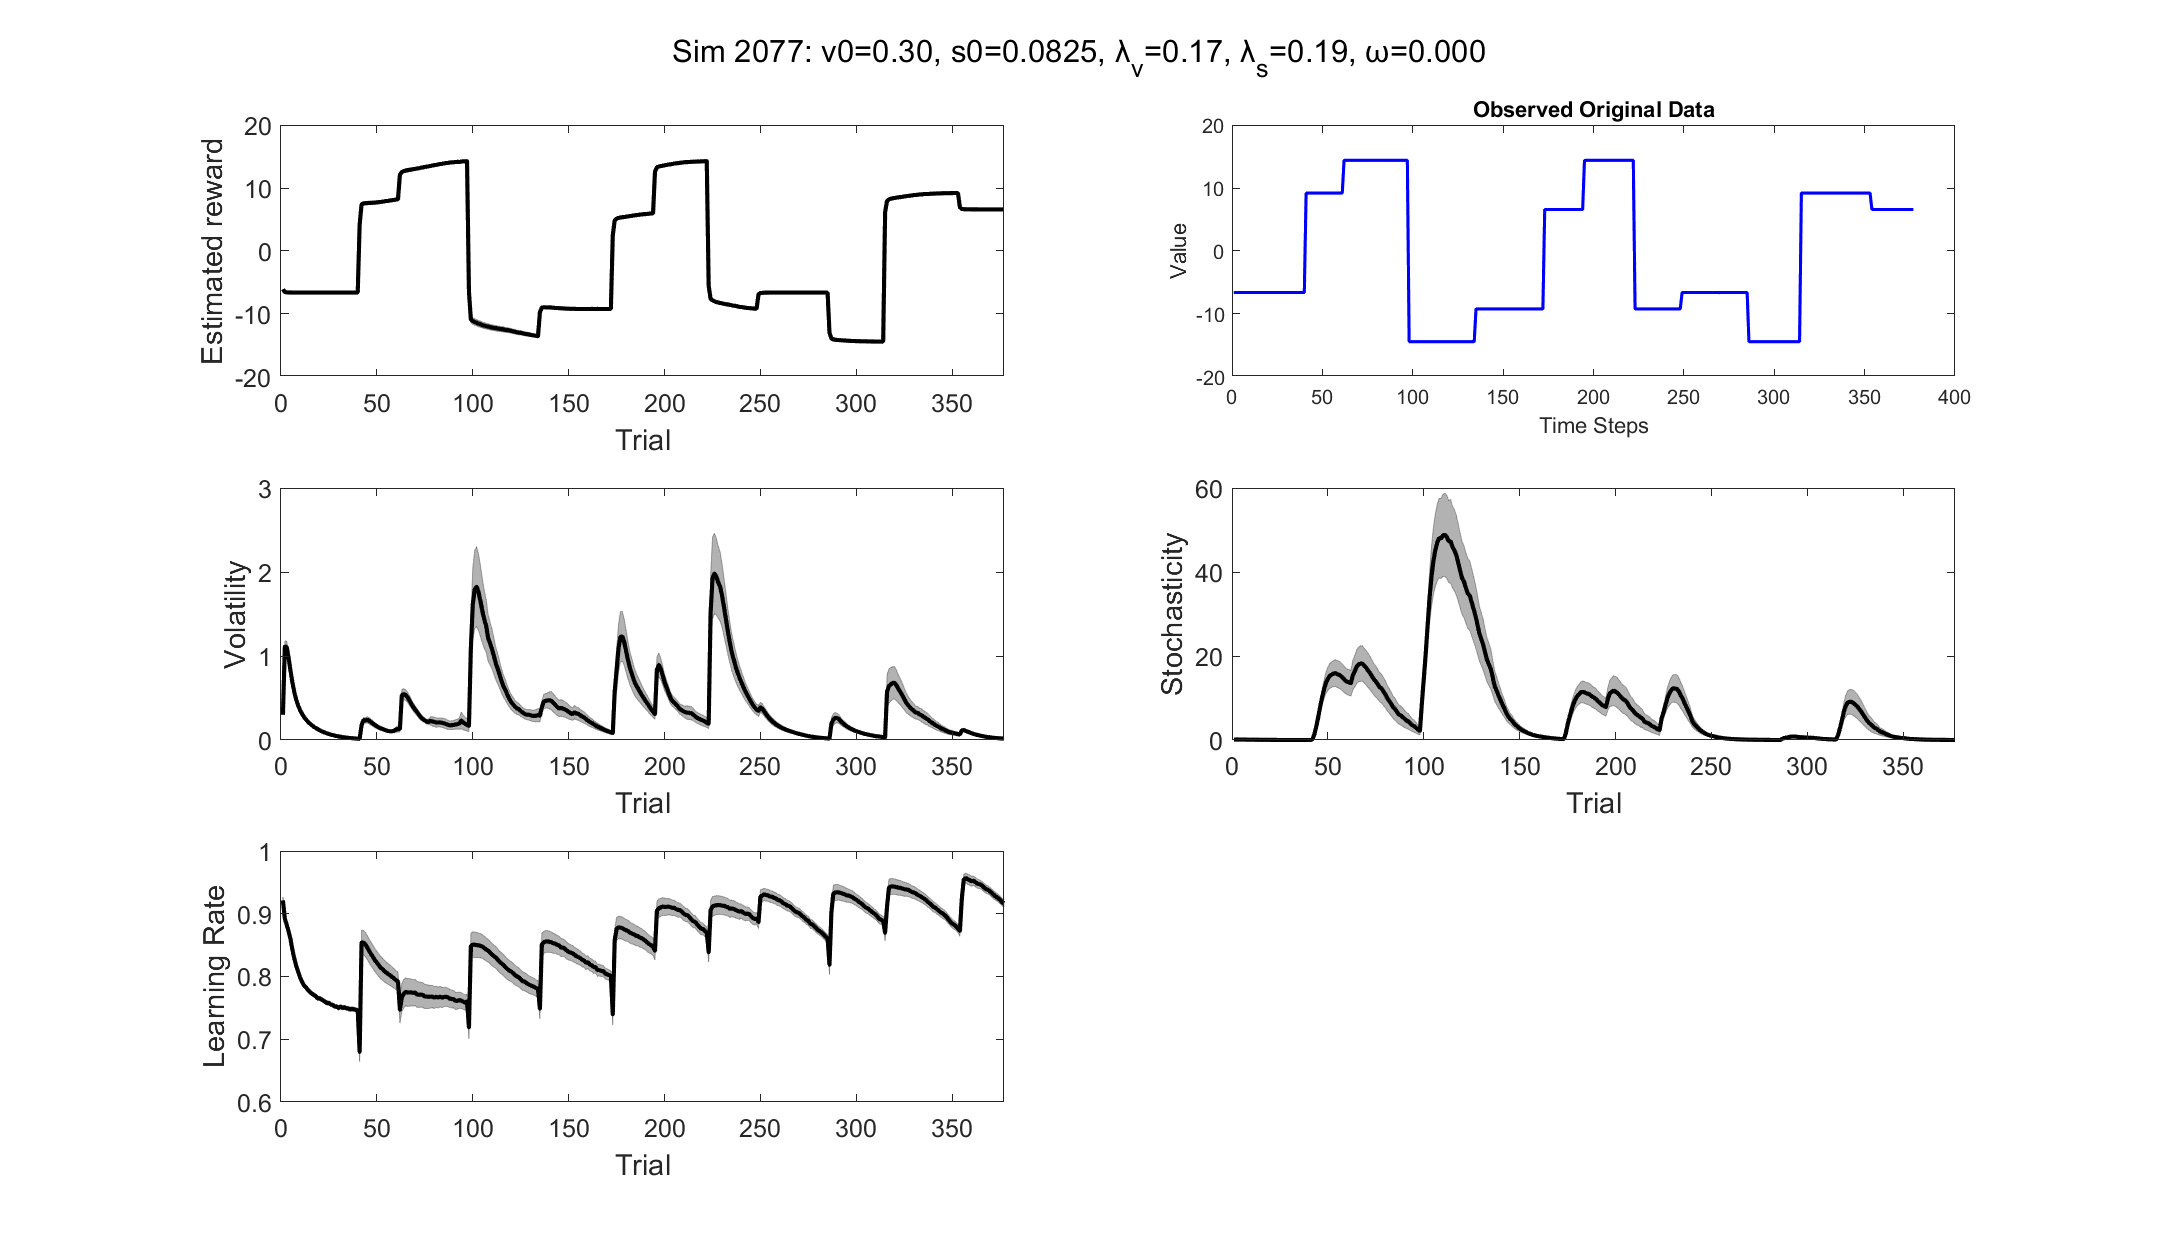 Sim 2077: v0=0.30, s0=0.0825, λ_v=0.17, λ_s=0.19, ω=0.000
Estimated reward
20
10
0
-10
-20
0 50 100 150 200 250 300 350
Trial
Observed Original Data
Value
20
10
0
-10
-20
0 50 100 150 200 250 300 350 400
Time Steps
Volatility
3
2
1
0
0 50 100 150 200 250 300 350
Trial
Stochasticity
60
40
20
0
0 50 100 150 200 250 300 350
Trial
Learning Rate
1
0.9
0.8
0.7
0.6
0 50 100 150 200 250 300 350
Trial